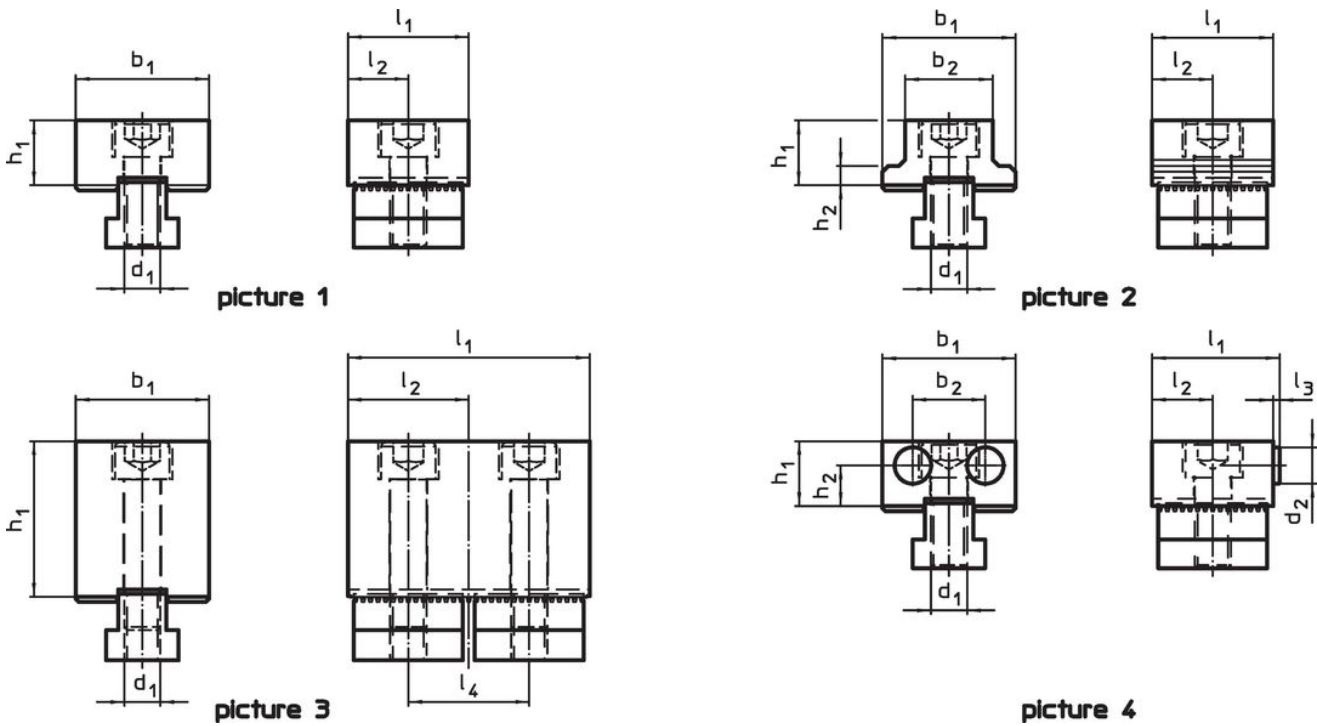 b₁
l₁
l₂
h₁
d₁
picture 1
b₁
b₂
l₁
l₂
h₁
h₂
d₁
picture 2
b₁
l₁
l₂
h₁
d₁
l₄
picture 3
b₁
b₂
l₁
l₂
l₃
h₁
h₂
d₂
d₁
picture 4